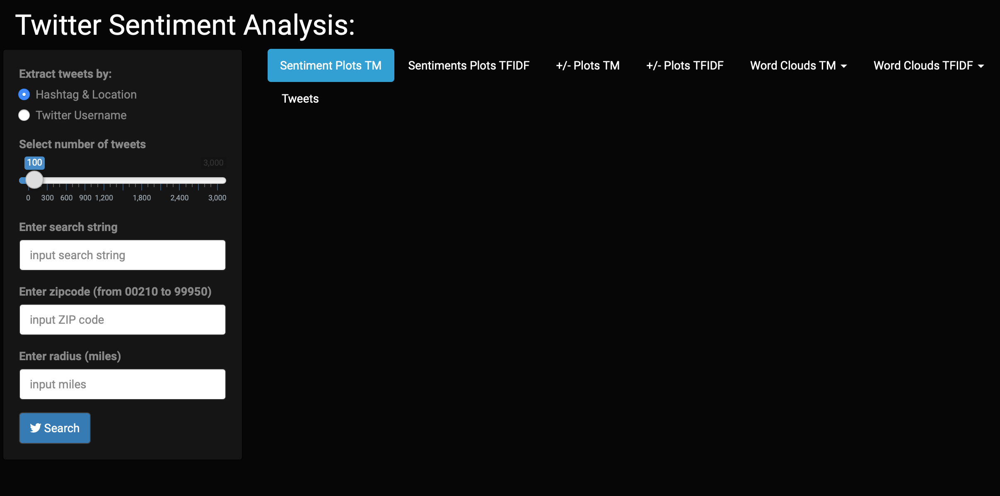 Twitter Sentiment Analysis:
Extract tweets by:
Hashtag & Location
Twitter Username
Select number of tweets
100 3,000
0 300 600 900 1,200 1,800 2,400 3,000
Enter search string
input search string
Enter zipcode (from 00210 to 99950)
input ZIP code
Enter radius (miles)
input miles
Search
Sentiment Plots TM Sentiments Plots TFIDF +/- Plots TM +/- Plots TFIDF Word Clouds TM Word Clouds TFIDF
Tweets